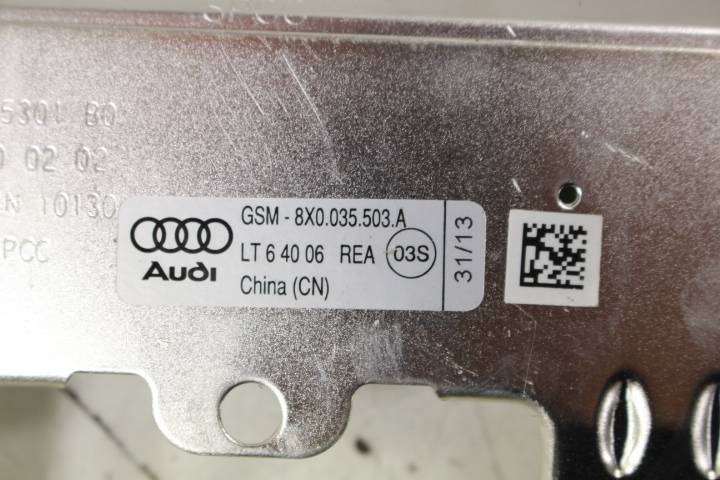 5301 B0
0 02 02
N 10130
PCC
GSM - 8X0.035.503.A
Audi
LT 6 40 06 REA 03S
China (CN)
31/13